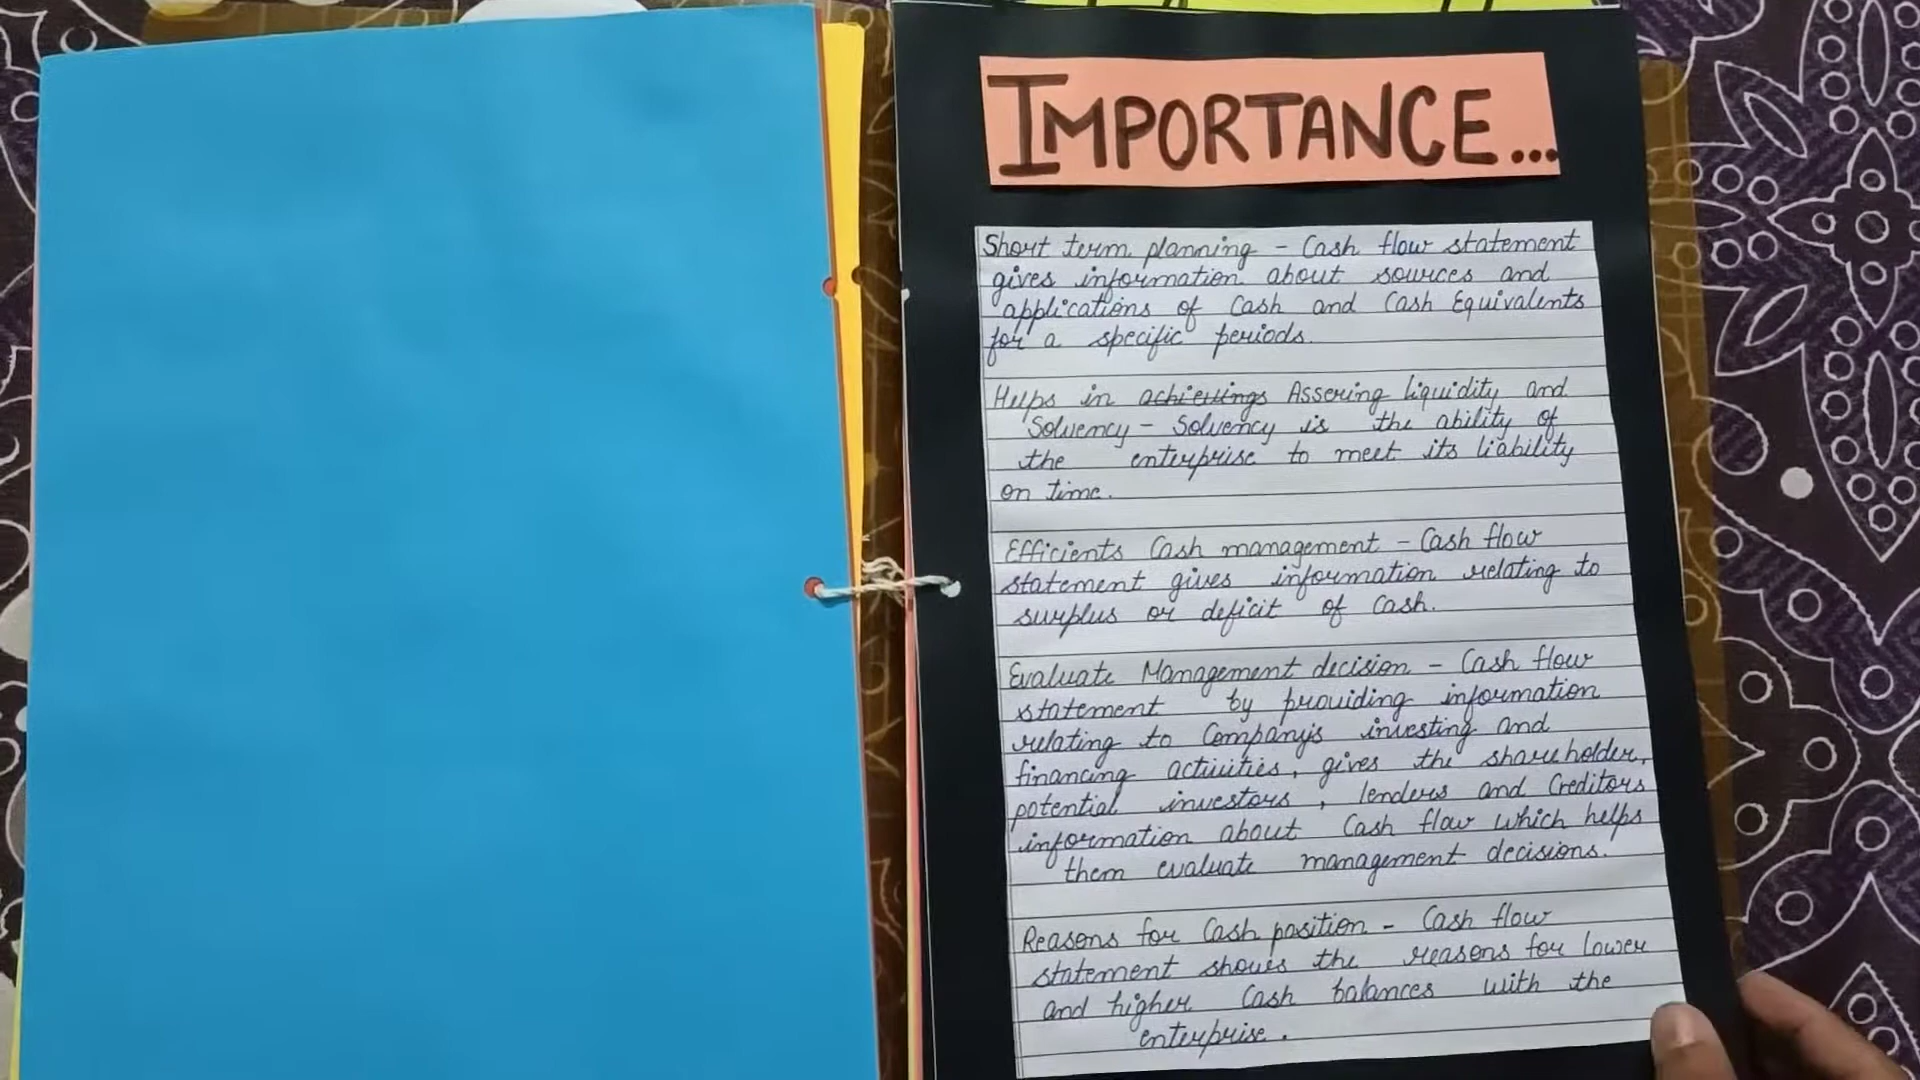 IMPORTANCE...
Short term planning - Cash flow statement
gives information about sources and
applications of Cash and Cash Equivalents
for a specific periods.
Helps in achievings Assering liquidity and
Solvency - Solvency is the ability of
the enterprise to meet its liability
on time.
Efficients Cash management - Cash flow
statement gives information relating to
surplus or deficit of Cash.
Evaluate Management decision - Cash flow
statement by providing information
relating to Company's investing and
financing activities, gives the shareholder,
potential investors, lenders and Creditors
information about Cash flow which helps
them evaluate management decisions.
Reasons for Cash position - Cash flow
statement shows the reasons for lower
and higher Cash balances with the
enterprise.